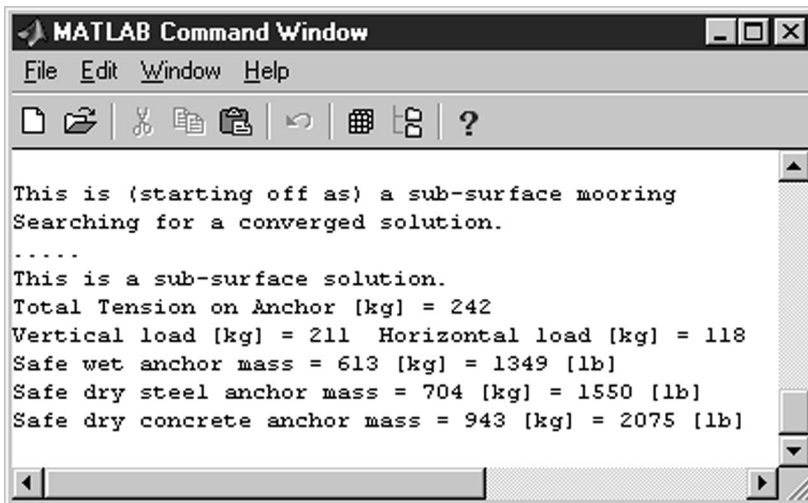 MATLAB Command Window
File Edit Window Help
?
This is (starting off as) a sub-surface mooring
Searching for a converged solution.
.....
This is a sub-surface solution.
Total Tension on Anchor [kg] = 242
Vertical load [kg] = 211  Horizontal load [kg] = 118
Safe wet anchor mass = 613 [kg] = 1349 [lb]
Safe dry steel anchor mass = 704 [kg] = 1550 [lb]
Safe dry concrete anchor mass = 943 [kg] = 2075 [lb]